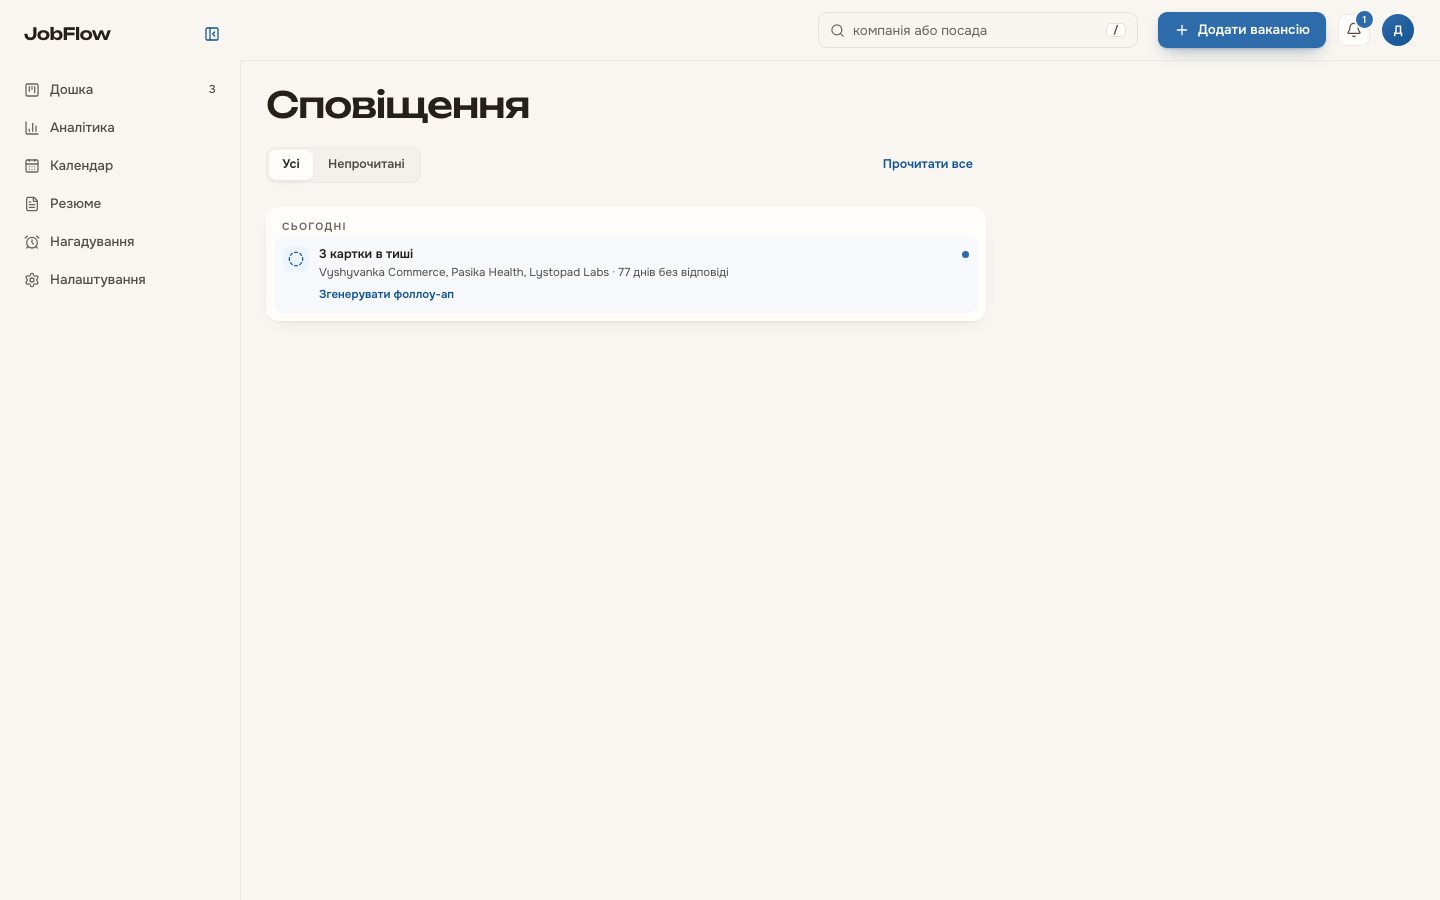 JobFlow
компанія або посада
/
Додати вакансію
1
Д
Дошка
3
Аналітика
Календар
Резюме
Нагадування
Налаштування
Сповіщення
Усі
Непрочитані
Прочитати все
СЬОГОДНІ
3 картки в тиші
Vyshyvanka Commerce, Pasika Health, Lystopad Labs · 77 днів без відповіді
Згенерувати фоллоу-ап